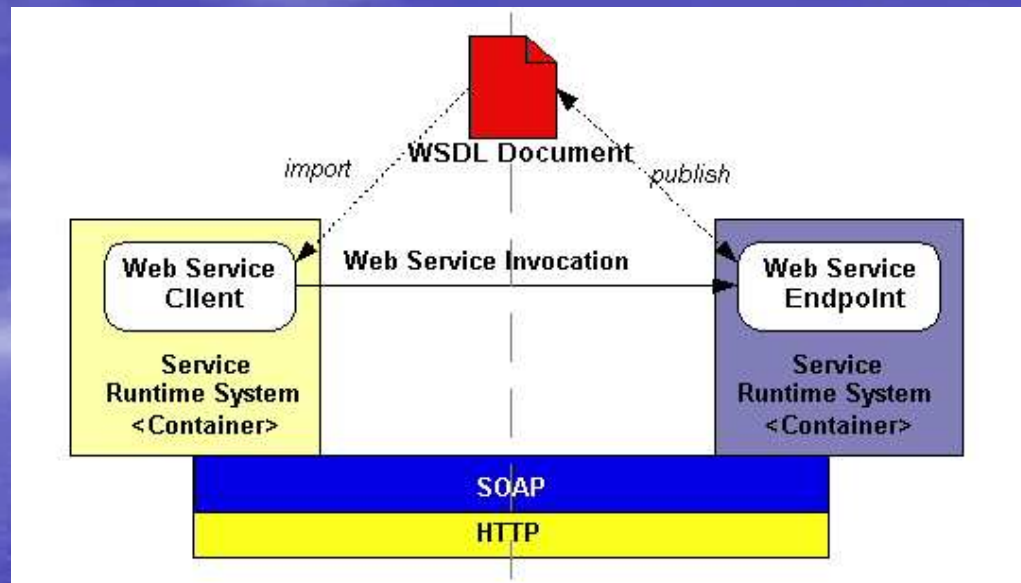 WSDL Document
import
publish
Web Service Invocation
Web Service
Client
Web Service
Endpoint
Service
Runtime System
<Container>
Service
Runtime System
<Container>
SOAP
HTTP